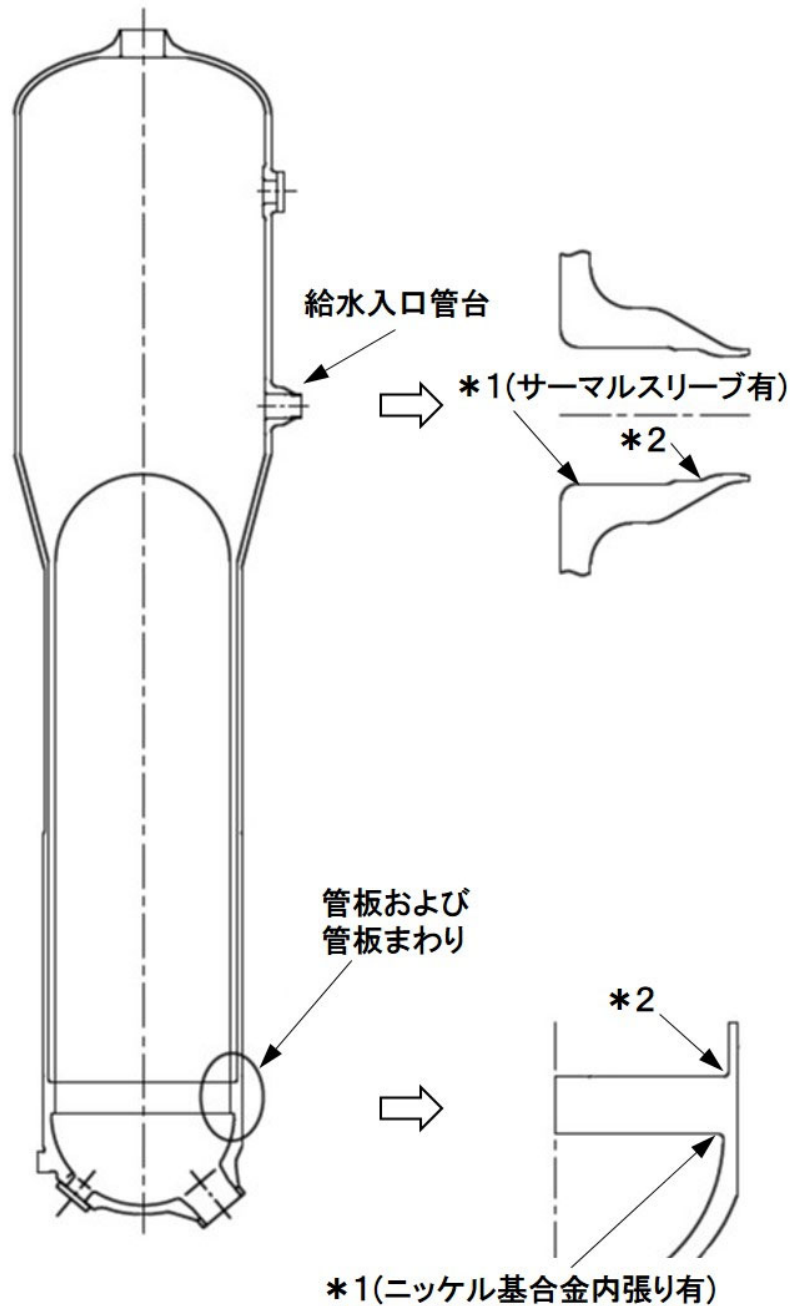 給水入口管台
*1(サーマルスリーブ有)
*2
管板および
管板まわり
*2
*1(ニッケル基合金内張り有)